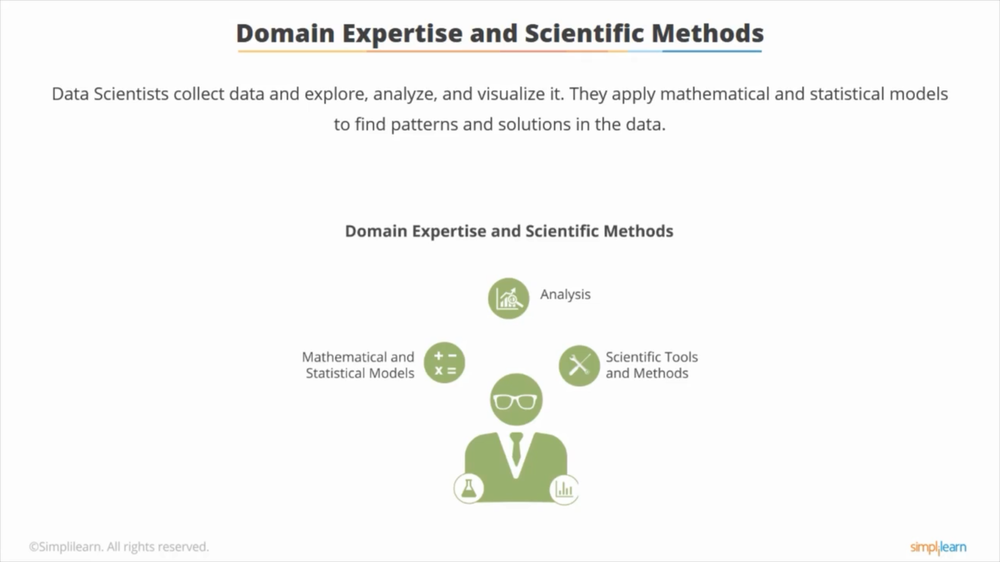 Domain Expertise and Scientific Methods
Data Scientists collect data and explore, analyze, and visualize it. They apply mathematical and statistical models
to find patterns and solutions in the data.
Domain Expertise and Scientific Methods
Analysis
Mathematical and
Statistical Models
Scientific Tools
and Methods
©Simplilearn. All rights reserved.
simplilearn